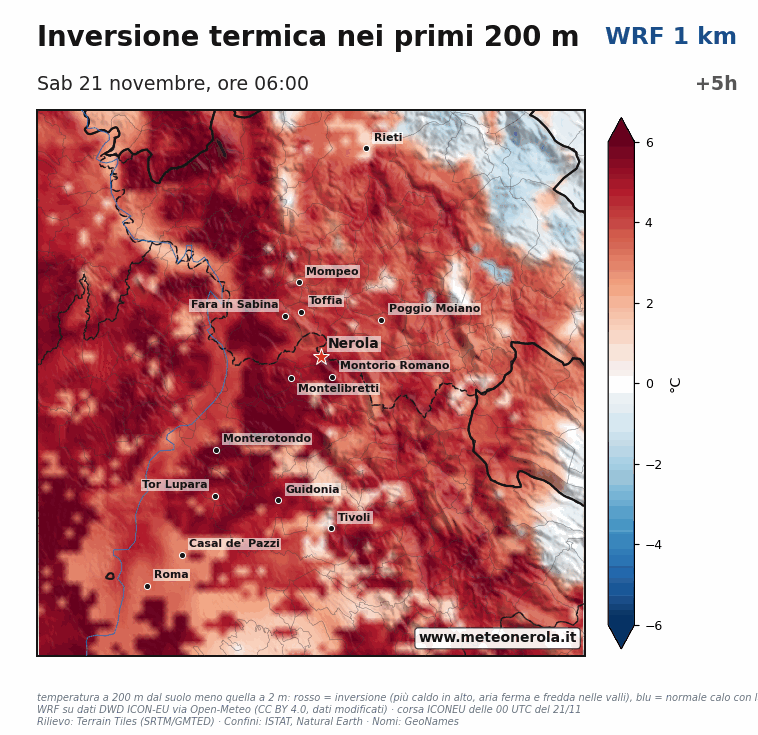 Inversione termica nei primi 200 m WRF 1 km
Sab 21 novembre, ore 06:00 +5h
Rieti
Mompeo
Fara in Sabina
Toffia
Poggio Moiano
Nerola
Montorio Romano
Montelibretti
Monterotondo
Tor Lupara
Guidonia
Tivoli
Casal de' Pazzi
Roma
www.meteonerola.it
6
4
2
0
−2
−4
−6
°C
temperatura a 200 m dal suolo meno quella a 2 m: rosso = inversione (più caldo in alto, aria ferma e fredda nelle valli), blu = normale calo con l
WRF su dati DWD ICON-EU via Open-Meteo (CC BY 4.0, dati modificati) · corsa ICONEU delle 00 UTC del 21/11
Rilievo: Terrain Tiles (SRTM/GMTED) · Confini: ISTAT, Natural Earth · Nomi: GeoNames